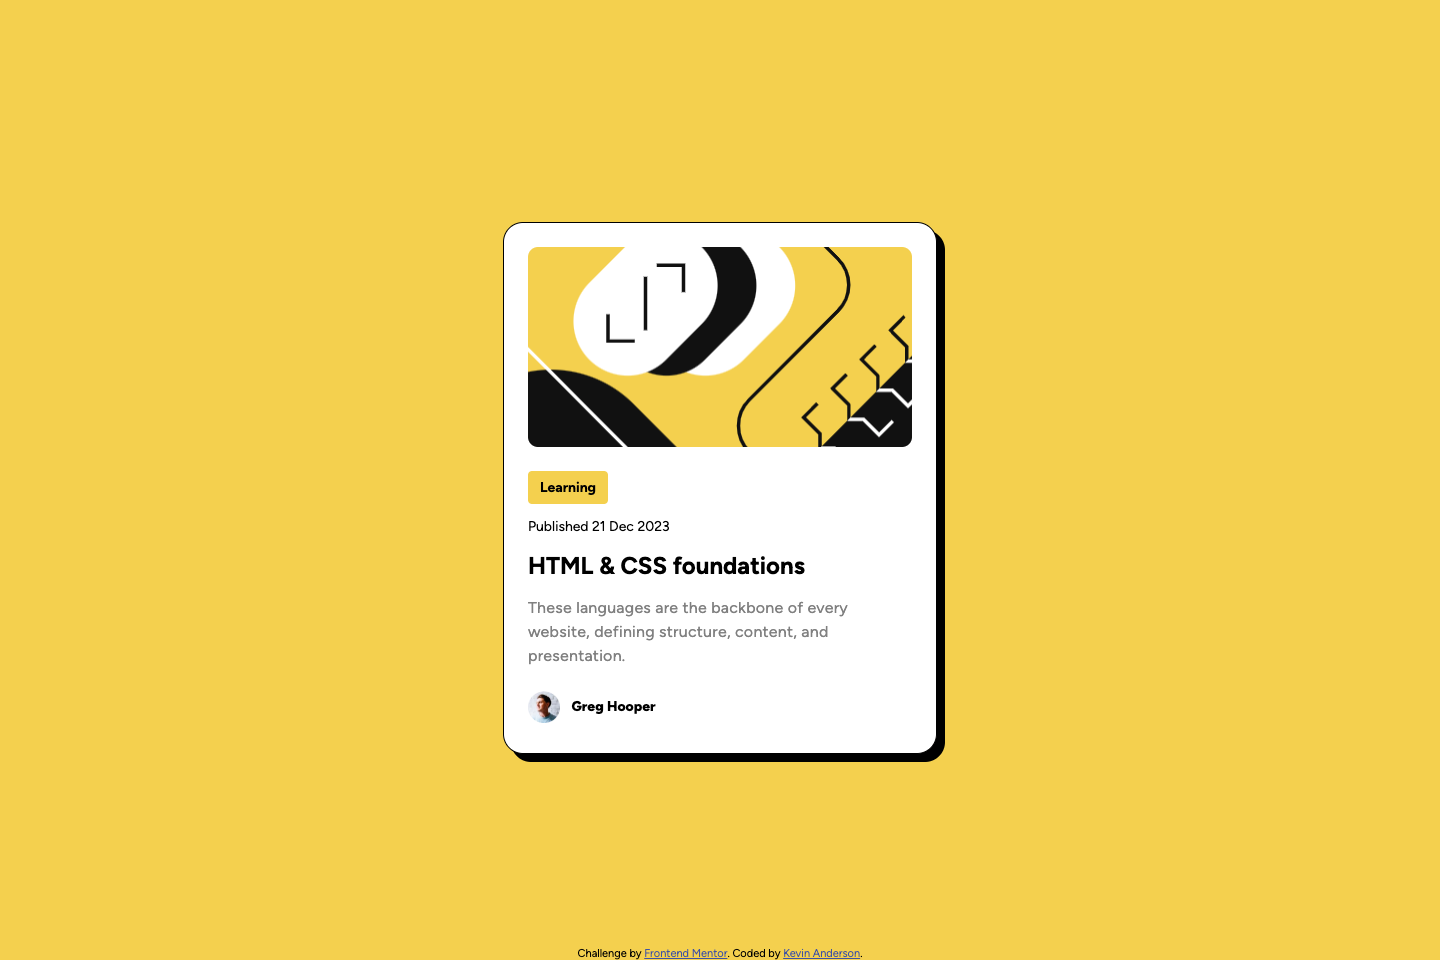 Learning
Published 21 Dec 2023
HTML & CSS foundations
These languages are the backbone of every
website, defining structure, content, and
presentation.
Greg Hooper
Challenge by Frontend Mentor. Coded by Kevin Anderson.